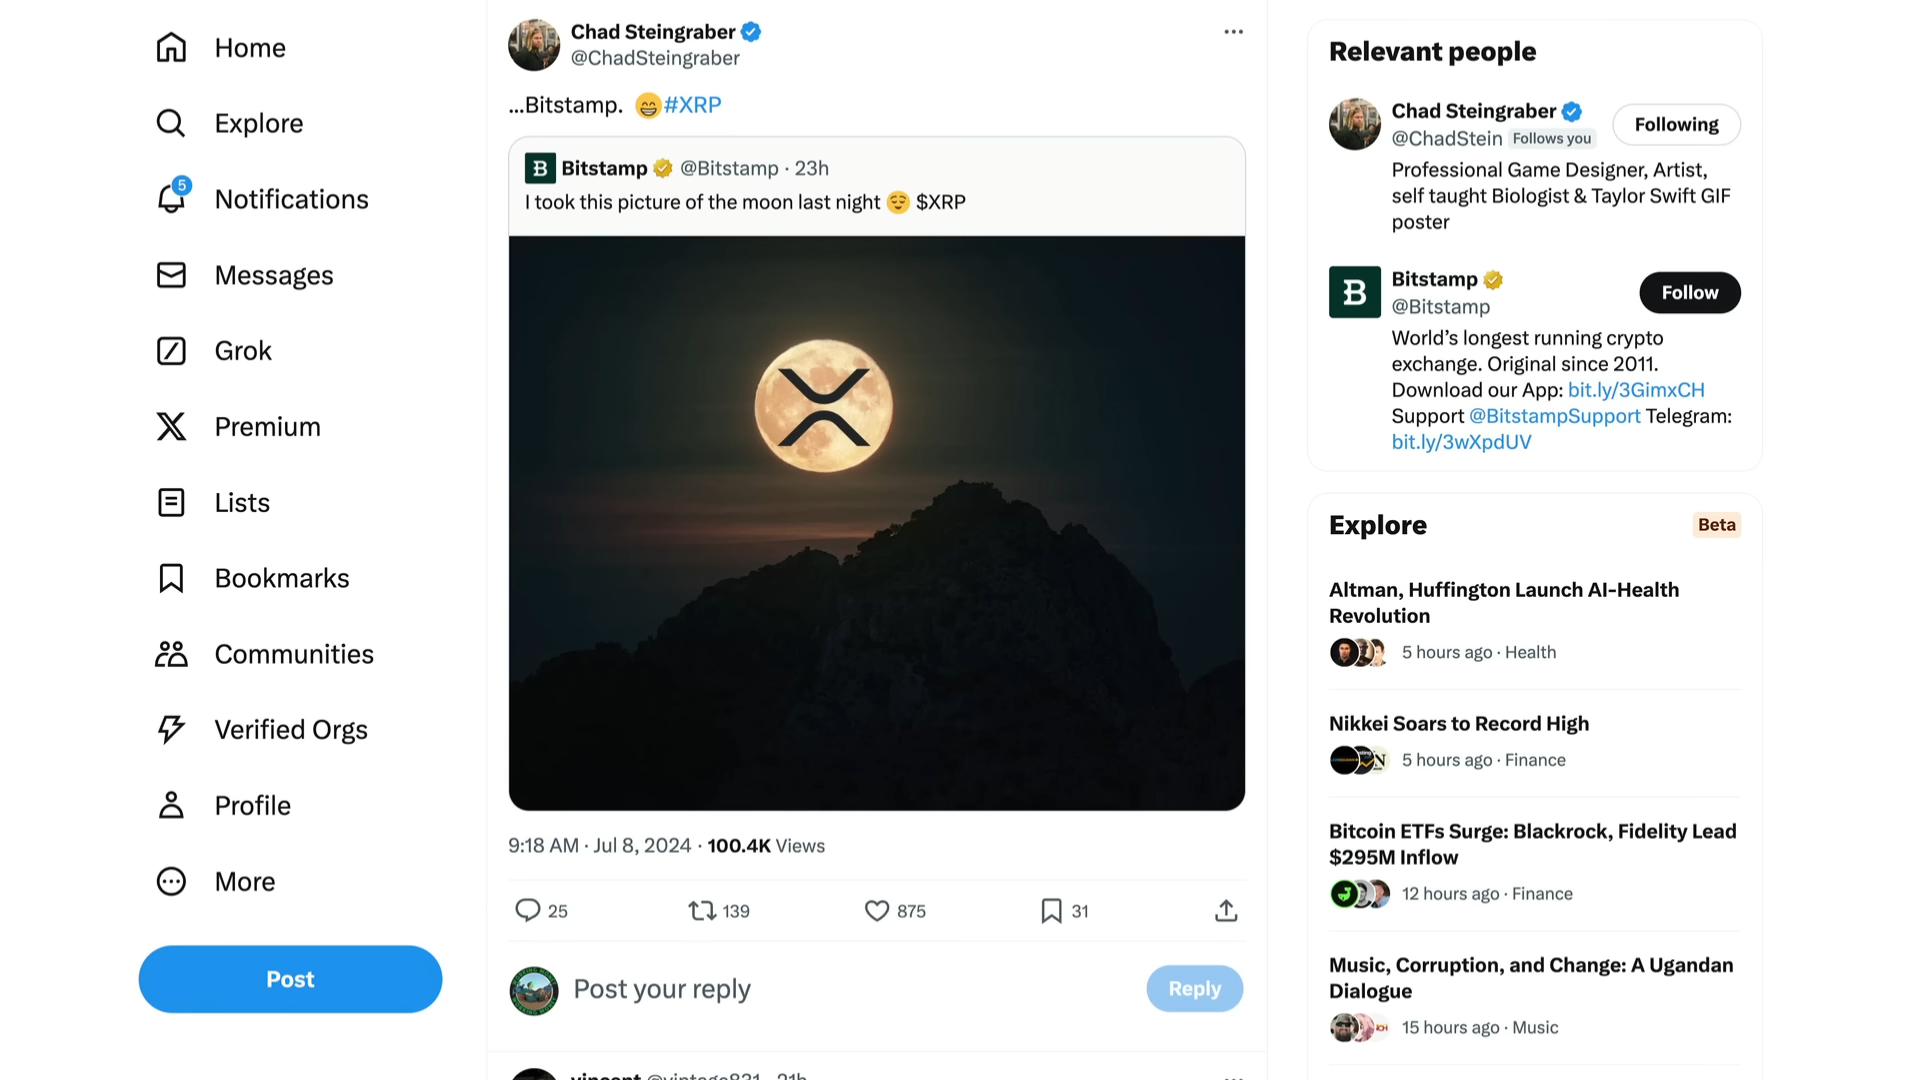 Home
Explore
5
Notifications
Messages
Grok
Premium
Lists
Bookmarks
Communities
Verified Orgs
Profile
More
Post
Chad Steingraber
@ChadSteingraber
...Bitstamp. 😁#XRP
Bitstamp @Bitstamp · 23h
I took this picture of the moon last night 😌 $XRP
9:18 AM · Jul 8, 2024 · 100.4K Views
25 139 875 31
Post your reply
Reply
Relevant people
Chad Steingraber
@ChadStein Follows you
Following
Professional Game Designer, Artist,
self taught Biologist & Taylor Swift GIF
poster
B
Bitstamp
@Bitstamp
Follow
World’s longest running crypto
exchange. Original since 2011.
Download our App: bit.ly/3GimxCH
Support @BitstampSupport Telegram:
bit.ly/3wXpdUV
Explore
Beta
Altman, Huffington Launch AI-Health
Revolution
5 hours ago · Health
Nikkei Soars to Record High
5 hours ago · Finance
Bitcoin ETFs Surge: Blackrock, Fidelity Lead
$295M Inflow
12 hours ago · Finance
Music, Corruption, and Change: A Ugandan
Dialogue
15 hours ago · Music